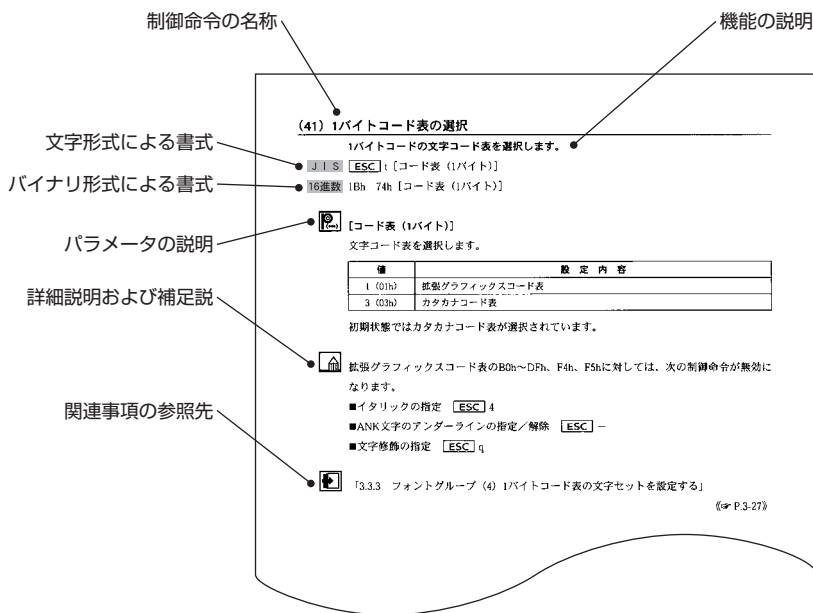 制御命令の名称
機能の説明
(41) 1バイトコード表の選択
1バイトコードの文字コード表を選択します。
文字形式による書式
JIS ESC t [コード表 (1バイト)]
バイナリ形式による書式
16進数 1Bh 74h [コード表 (1バイト)]
パラメータの説明
[コード表 (1バイト)]
文字コード表を選択します。
値 設定内容
1 (01h) 拡張グラフィックスコード表
3 (03h) カタカナコード表
初期状態ではカタカナコード表が選択されています。
詳細説明および補足説
拡張グラフィックスコード表のB0h~DFh、F4h、F5hに対しては、次の制御命令が無効に
なります。
■イタリックの指定 ESC 4
■ANK文字のアンダーラインの指定/解除 ESC −
■文字修飾の指定 ESC q
関連事項の参照先
「3.3.3 フォントグループ (4) 1バイトコード表の文字セットを設定する」
《☞ P.3-27》